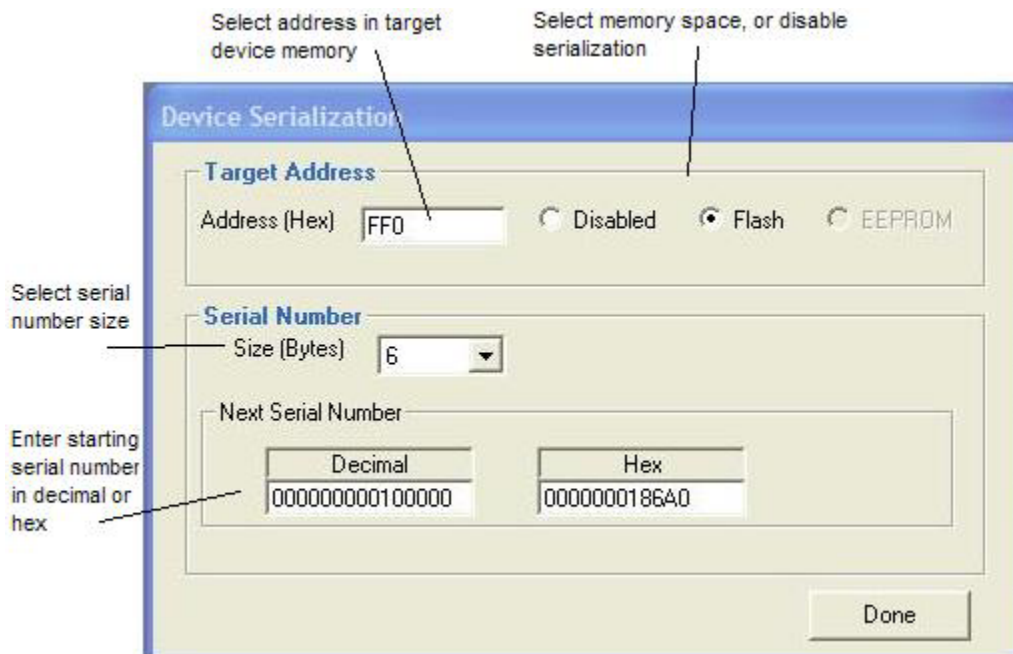 Select address in target
device memory
Select memory space, or disable
serialization
Device Serialization
Target Address
Address (Hex) FF0 Disabled Flash EEPROM
Select serial
number size
Serial Number
Size (Bytes) 6
Next Serial Number
Enter starting
serial number
in decimal or
hex
Decimal Hex
000000000100000 0000000186A0
Done